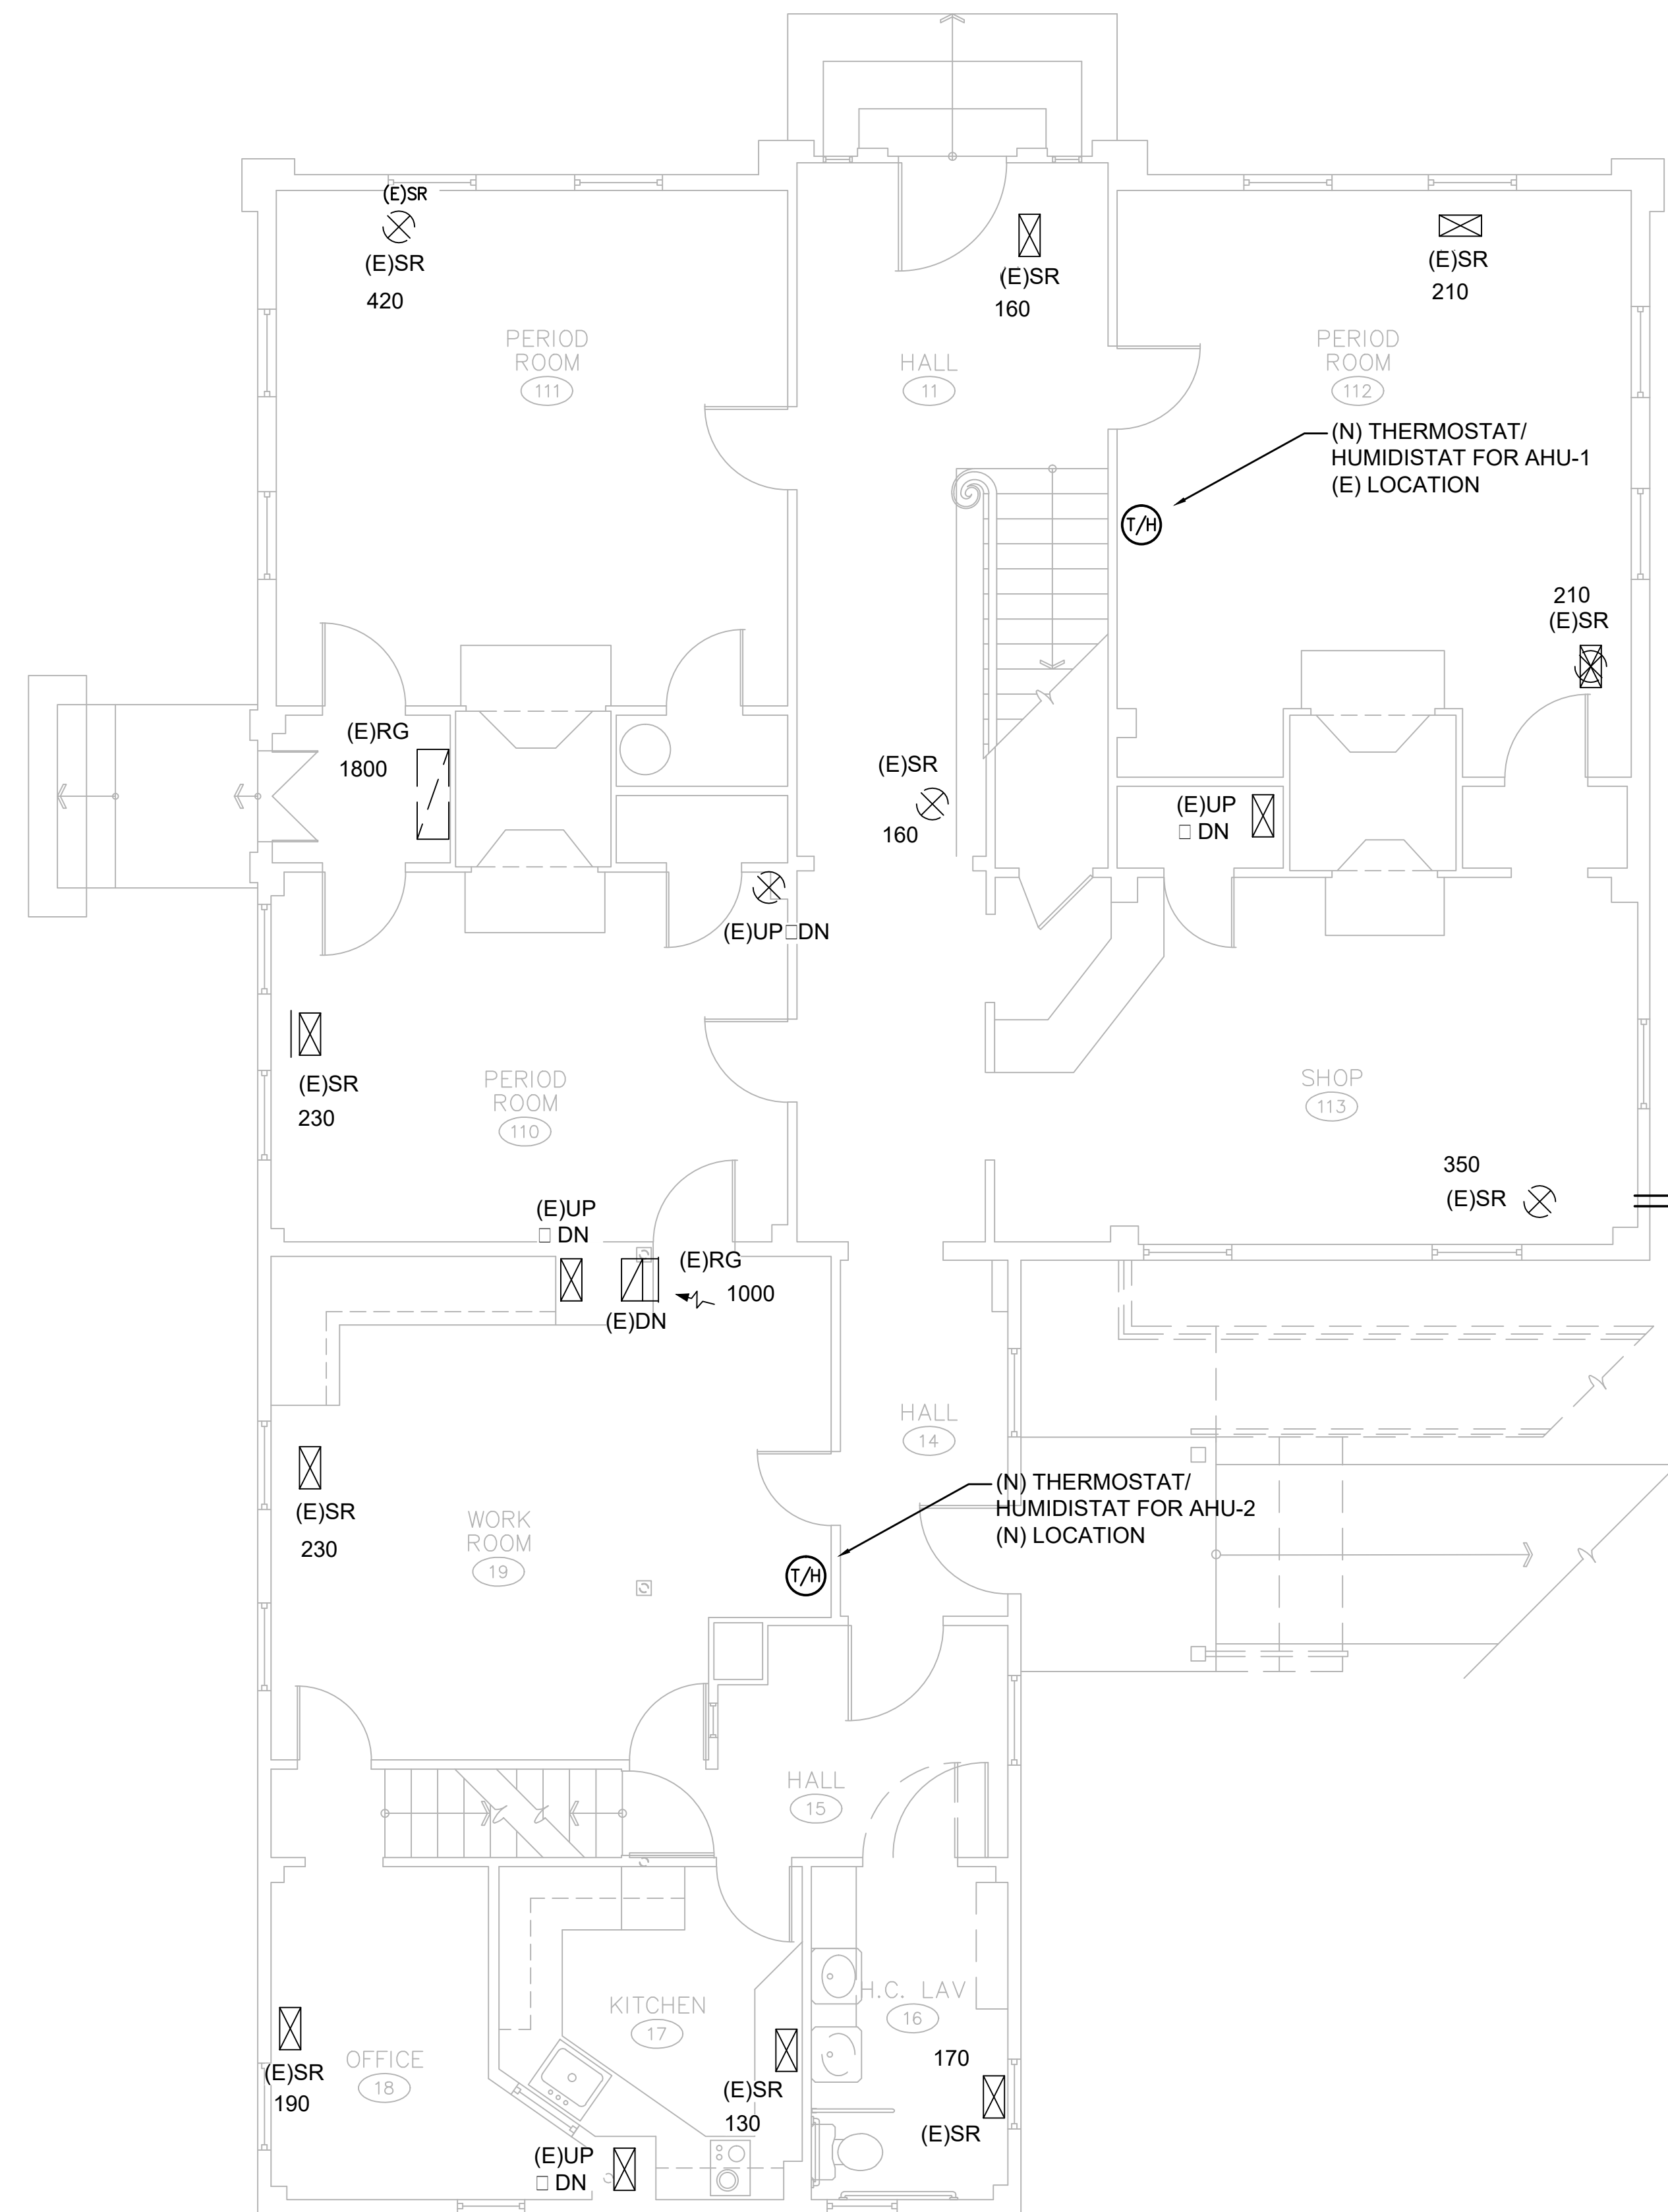 (E)SR
(E)SR
420
(E)SR
160
(E)SR
210
PERIOD
ROOM
111
HALL
11
PERIOD
ROOM
112
(N) THERMOSTAT/
HUMIDISTAT FOR AHU-1
(E) LOCATION
T/H
210
(E)SR
(E)RG
1800
(E)SR
160
(E)UP
□ DN
(E)UP□DN
(E)SR
230
PERIOD
ROOM
110
SHOP
113
350
(E)SR
(E)UP
□ DN
(E)RG
1000
(E)DN
HALL
14
(N) THERMOSTAT/
HUMIDISTAT FOR AHU-2
(N) LOCATION
T/H
(E)SR
230
WORK
ROOM
19
HALL
15
KITCHEN
17
H.C. LAV
16
170
(E)SR
OFFICE
18
(E)SR
190
(E)SR
130
(E)UP
□ DN